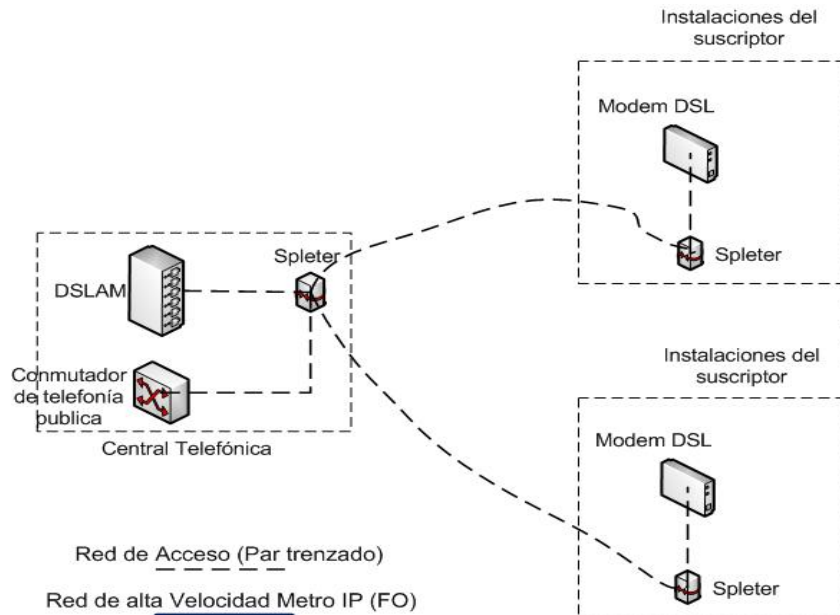 Instalaciones del
suscriptor
Modem DSL
Spleter
Spleter
DSLAM
Conmutador
de telefonía
publica
Central Telefónica
Instalaciones del
suscriptor
Modem DSL
Spleter
Red de Acceso (Par trenzado)
Red de alta Velocidad Metro IP (FO)